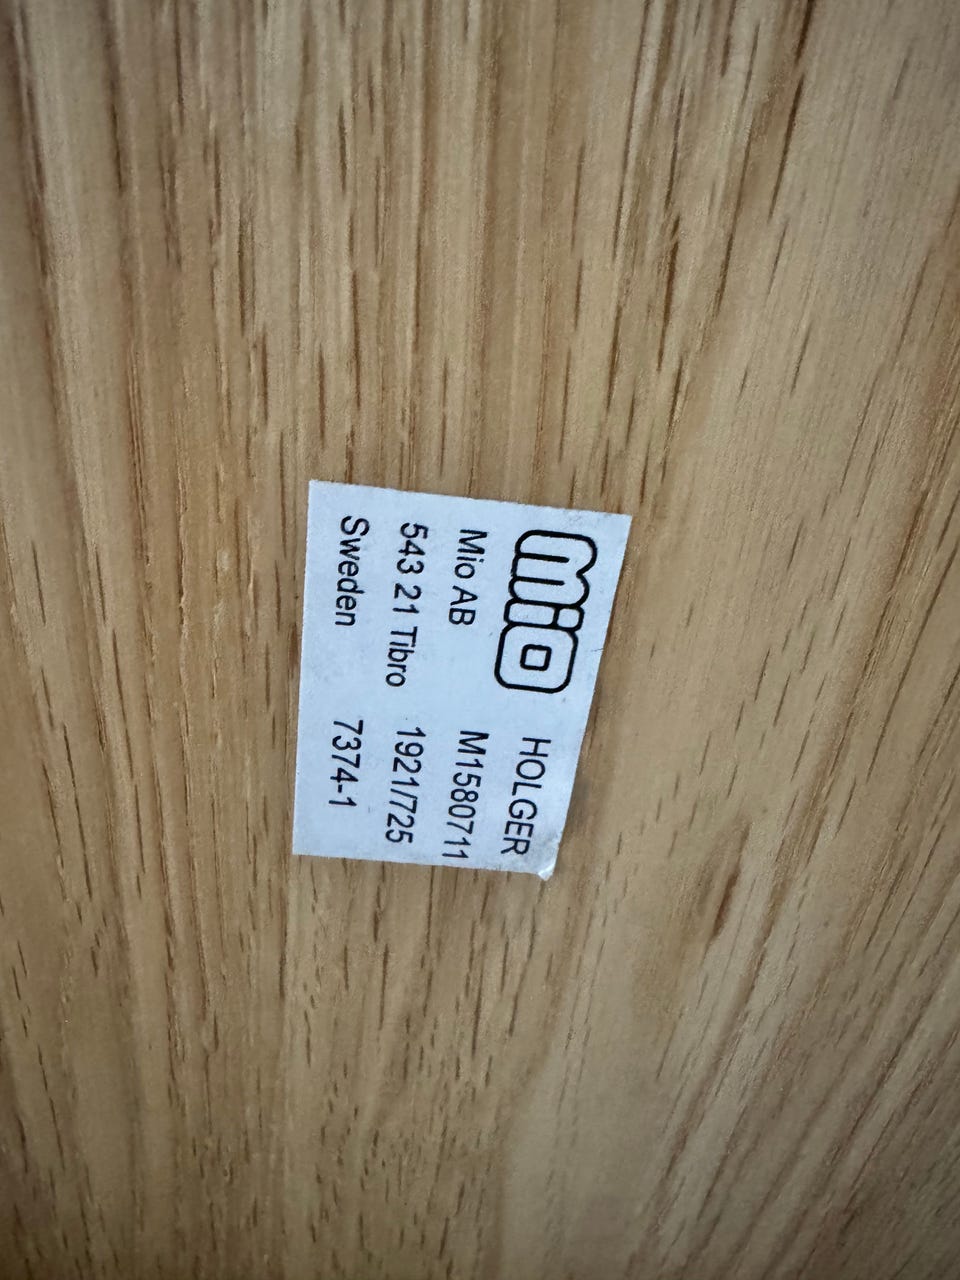 mio HOLGER
Mio AB M1580711
543 21 Tibro 1921/725
Sweden 7374-1